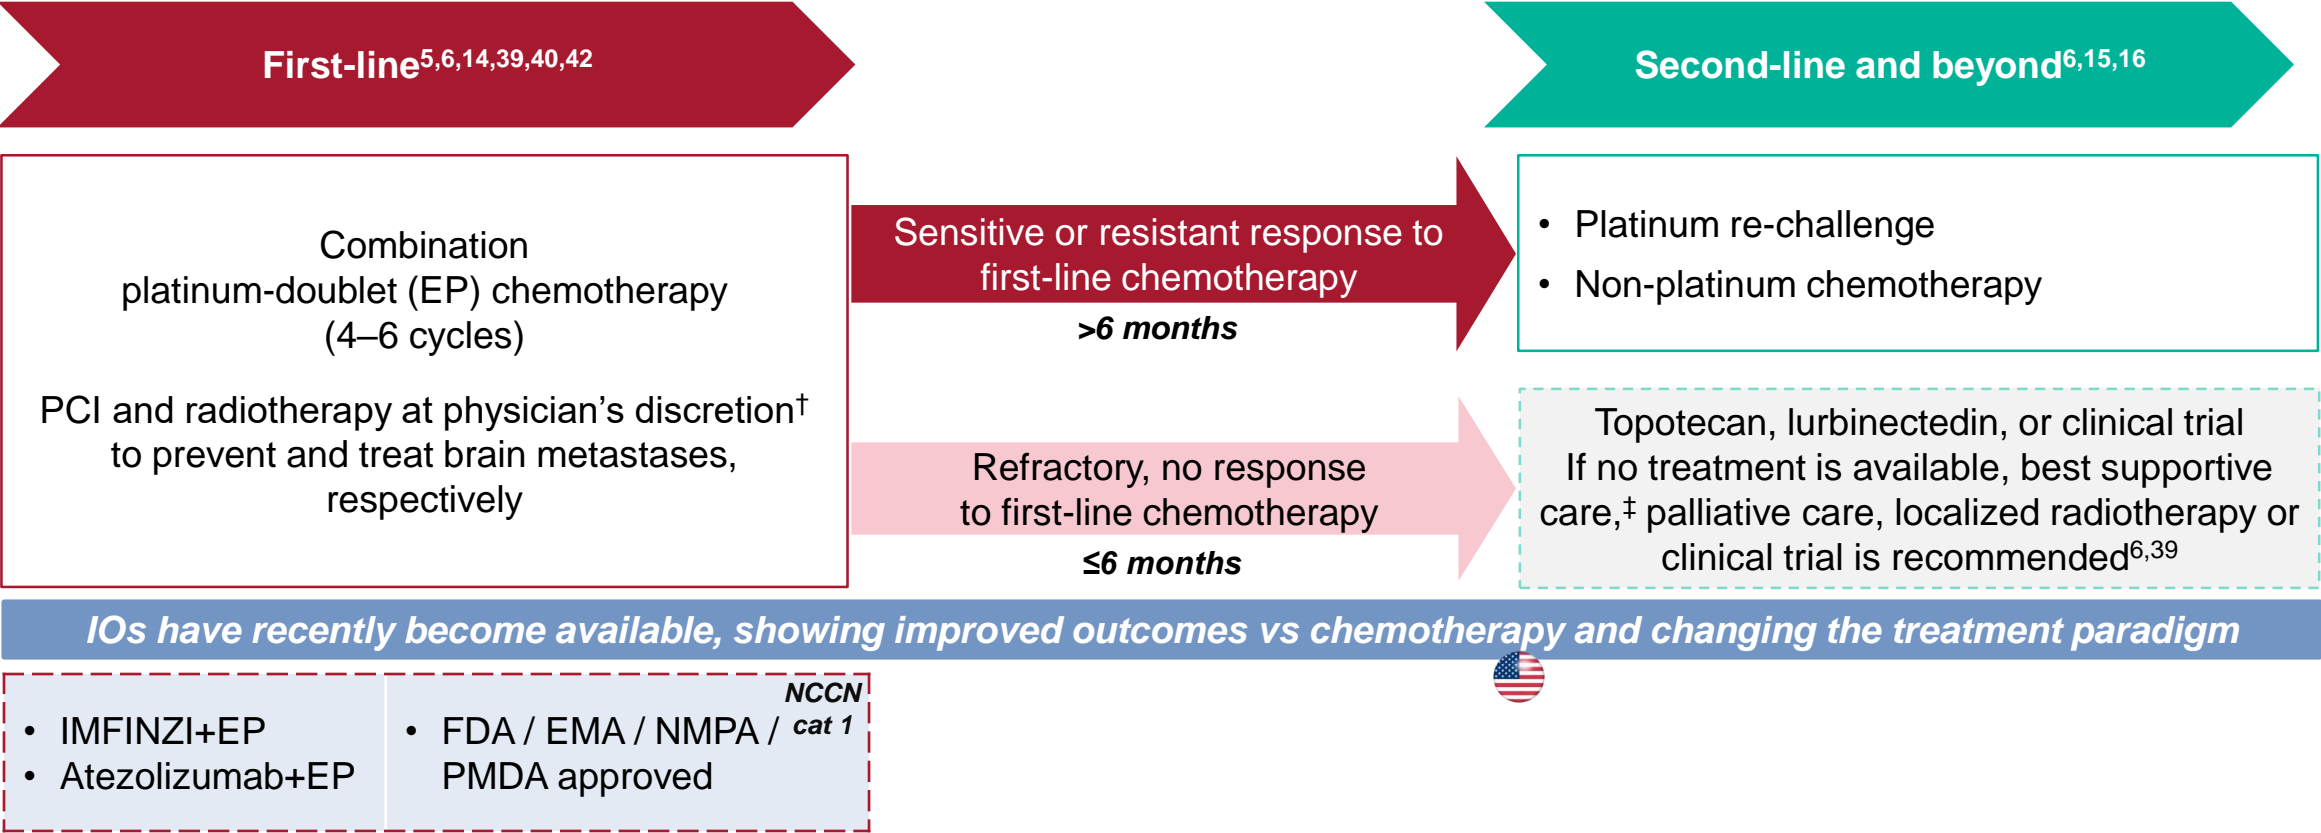 First-line5,6,14,39,40,42
Second-line and beyond6,15,16
Combination
platinum-doublet (EP) chemotherapy
(4–6 cycles)
PCI and radiotherapy at physician’s discretion†
to prevent and treat brain metastases,
respectively
Sensitive or resistant response to
first-line chemotherapy
>6 months
• Platinum re-challenge
• Non-platinum chemotherapy
Refractory, no response
to first-line chemotherapy
≤6 months
Topotecan, lurbinectedin, or clinical trial
If no treatment is available, best supportive
care,‡ palliative care, localized radiotherapy or
clinical trial is recommended6,39
IOs have recently become available, showing improved outcomes vs chemotherapy and changing the treatment paradigm
• IMFINZI+EP
• Atezolizumab+EP
• FDA / EMA / NMPA /
PMDA approved
NCCN
cat 1